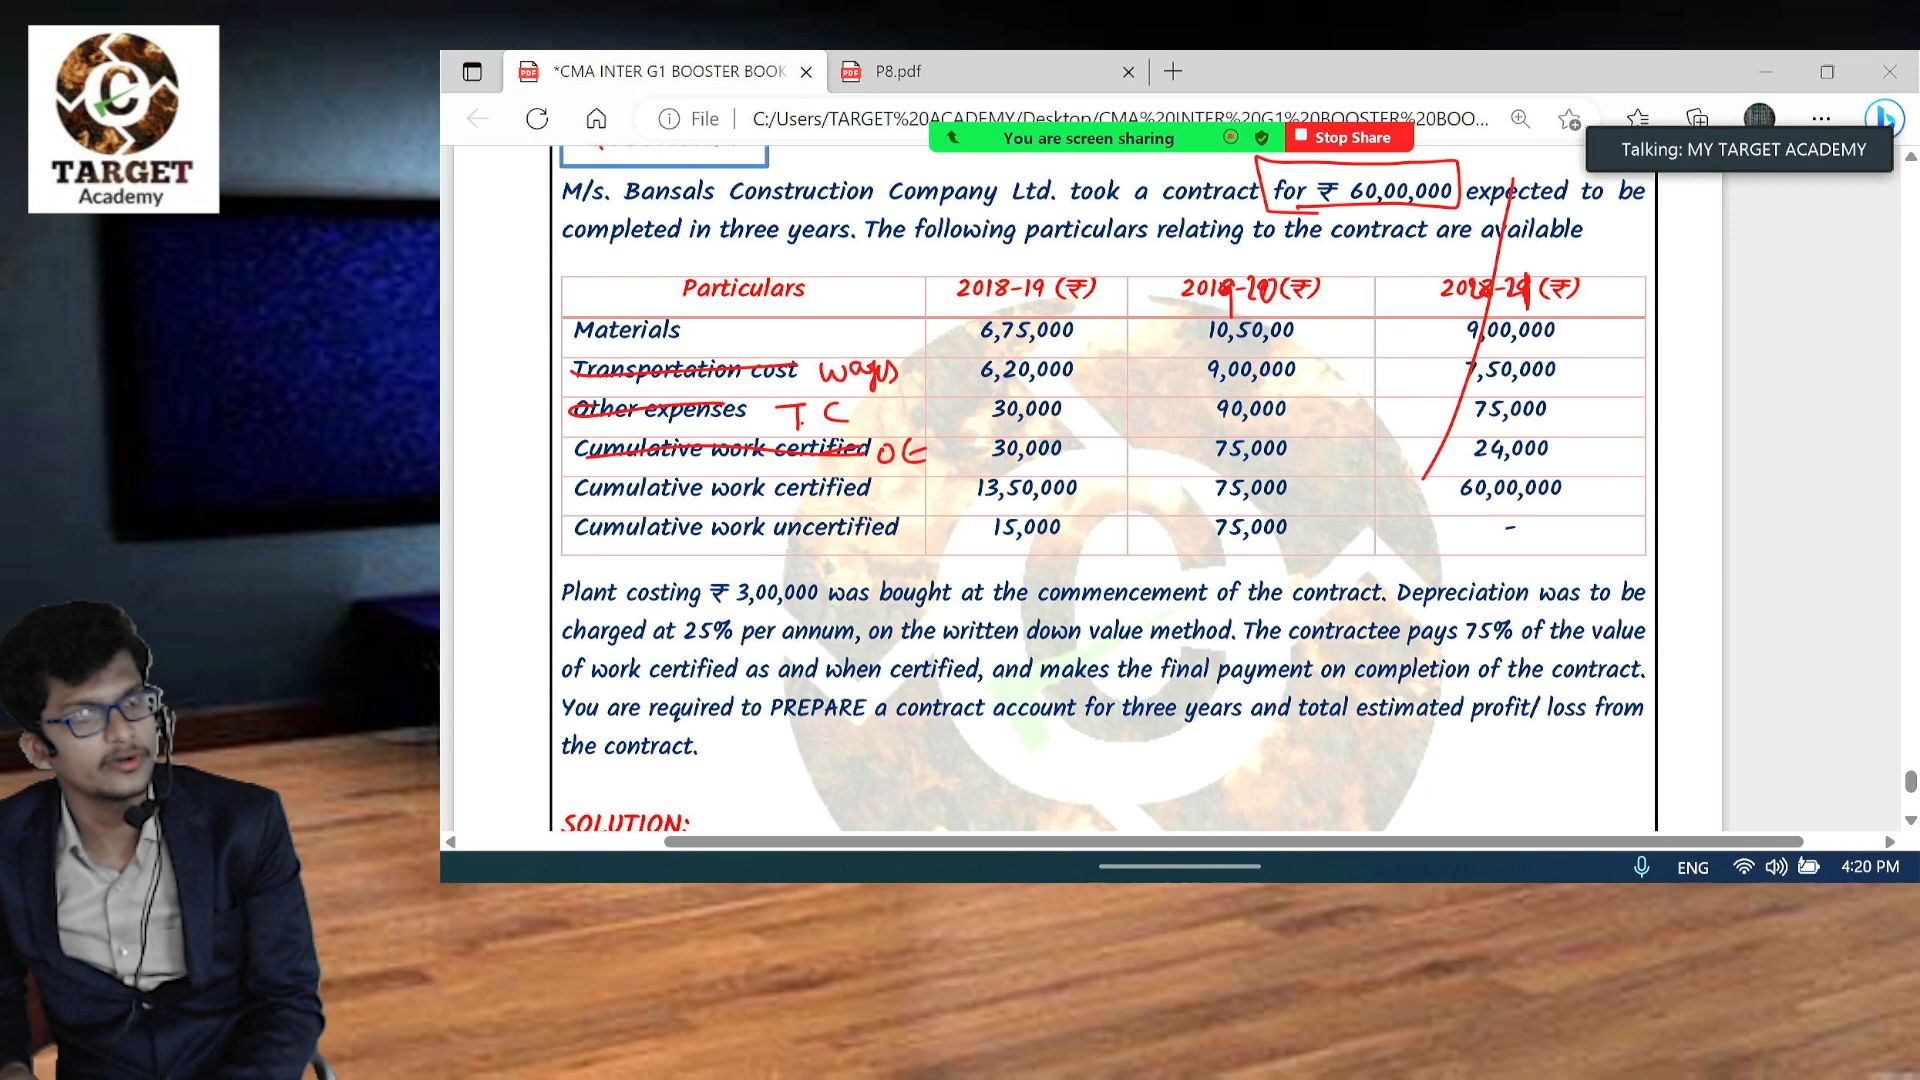 C
TARGET
Academy
*CMA INTER G1 BOOSTER BOOK
P8.pdf
File
C:/Users/TARGET%20ACADEMY/Desktop/CMA%20INTER%20G1%20BOOSTER%20BOO...
You are screen sharing
Stop Share
Talking: MY TARGET ACADEMY
M/s. Bansals Construction Company Ltd. took a contract for ₹ 60,00,000 expected to be
completed in three years. The following particulars relating to the contract are available
Particulars 2018-19 (₹) (₹) (₹)
Materials 6,75,000 10,50,00 9,00,000
Transportation cost wages 6,20,000 9,00,000 7,50,000
Other expenses T.C 30,000 90,000 75,000
Cumulative work certified OE 30,000 75,000 24,000
Cumulative work certified 13,50,000 75,000 60,00,000
Cumulative work uncertified 15,000 75,000 -
Plant costing ₹ 3,00,000 was bought at the commencement of the contract. Depreciation was to be
charged at 25% per annum, on the written down value method. The contractee pays 75% of the value
of work certified as and when certified, and makes the final payment on completion of the contract.
You are required to PREPARE a contract account for three years and total estimated profit/ loss from
the contract.
SOLUTION:
ENG
4:20 PM